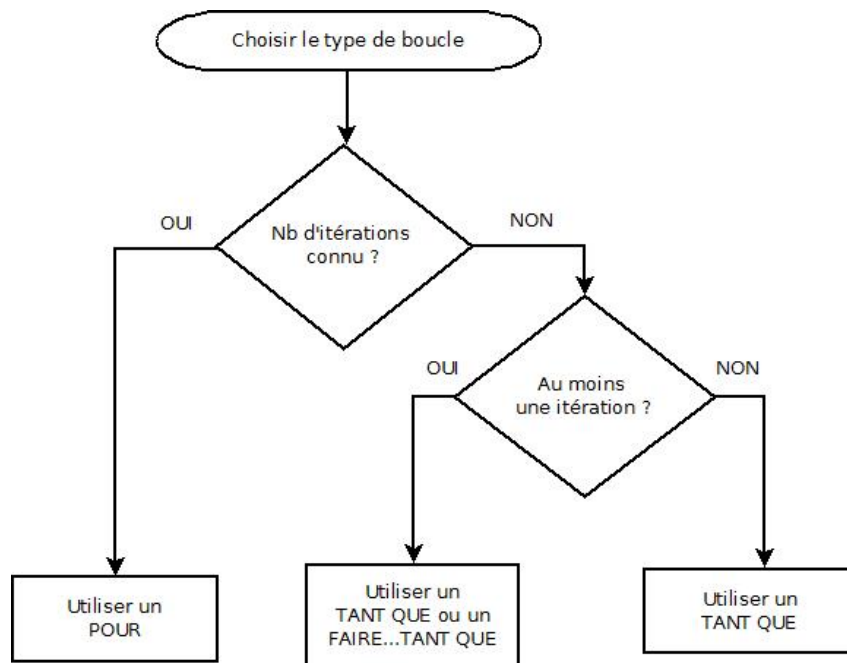 Choisir le type de boucle
OUI
NON
Nb d'itérations
connu ?
OUI
NON
Au moins
une itération ?
Utiliser un
POUR
Utiliser un
TANT QUE ou un
FAIRE...TANT QUE
Utiliser un
TANT QUE